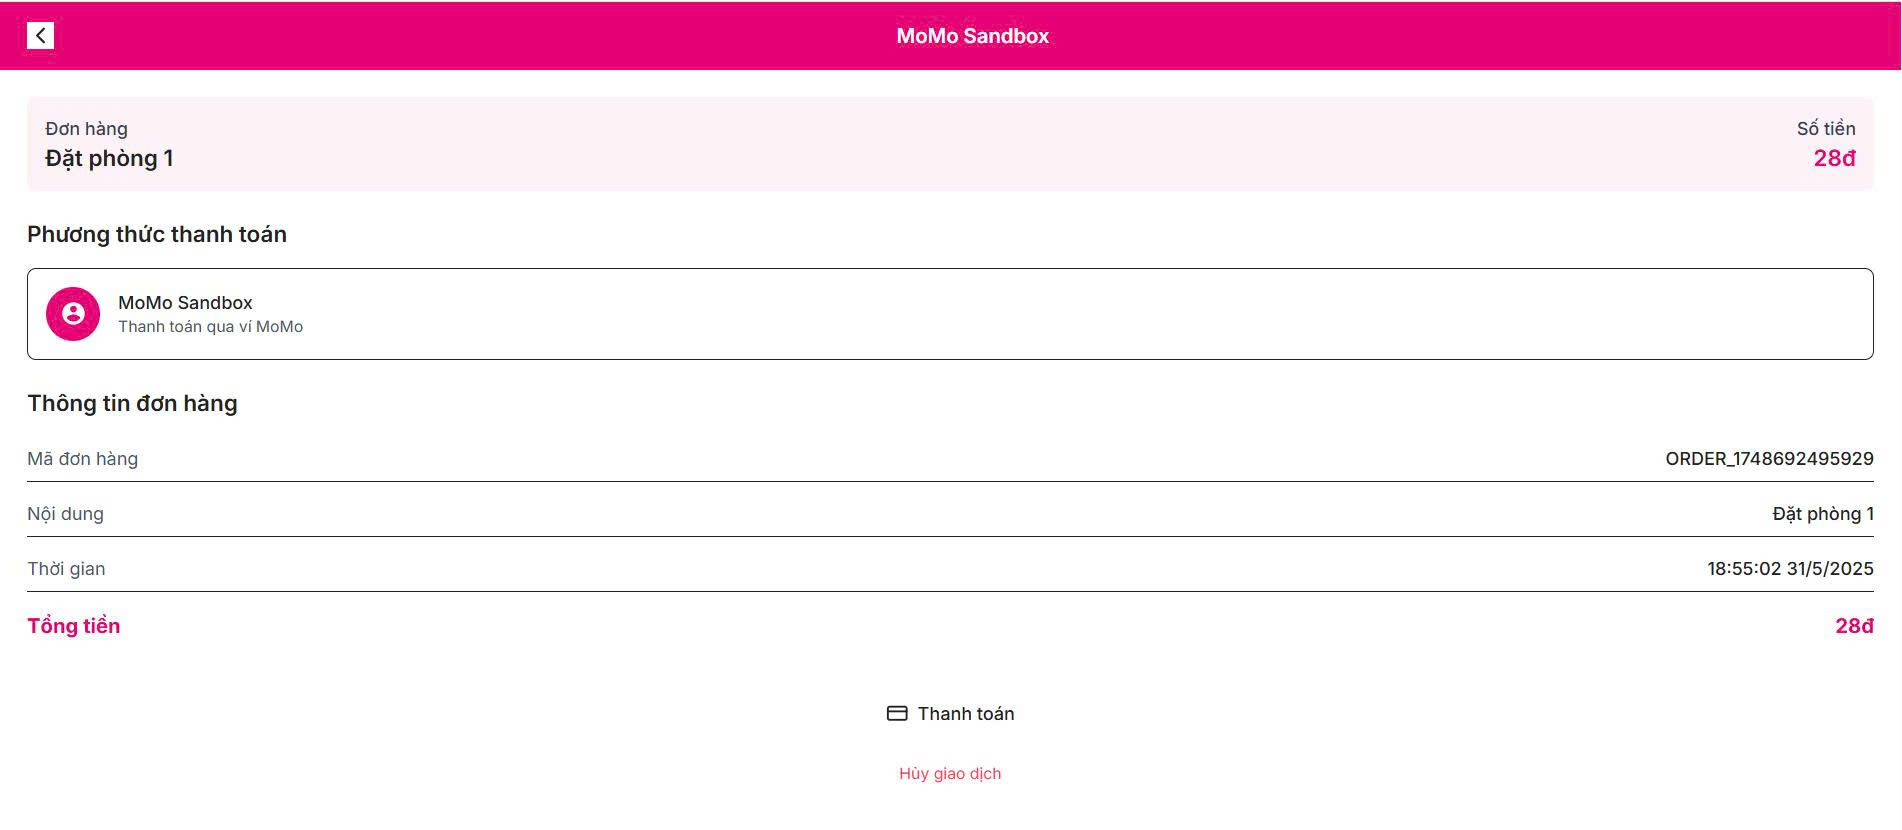 MoMo Sandbox
Đơn hàng
Số tiền
Đặt phòng 1
28đ
Phương thức thanh toán
MoMo Sandbox
Thanh toán qua ví MoMo
Thông tin đơn hàng
Mã đơn hàng
ORDER_1748692495929
Nội dung
Đặt phòng 1
Thời gian
18:55:02 31/5/2025
Tổng tiền
28đ
Thanh toán
Hủy giao dịch